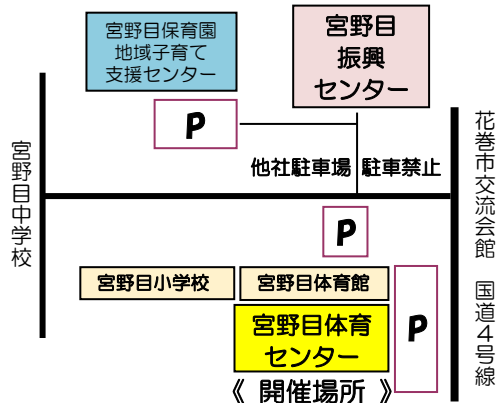 宮野目保育園
地域子育て
支援センター
宮野目
振興
センター
P
他社駐車場
駐車禁止
宮野目中学校
花巻市交流会館　国道４号線
P
宮野目小学校
宮野目体育館
宮野目体育
センター
P
《 開催場所 》